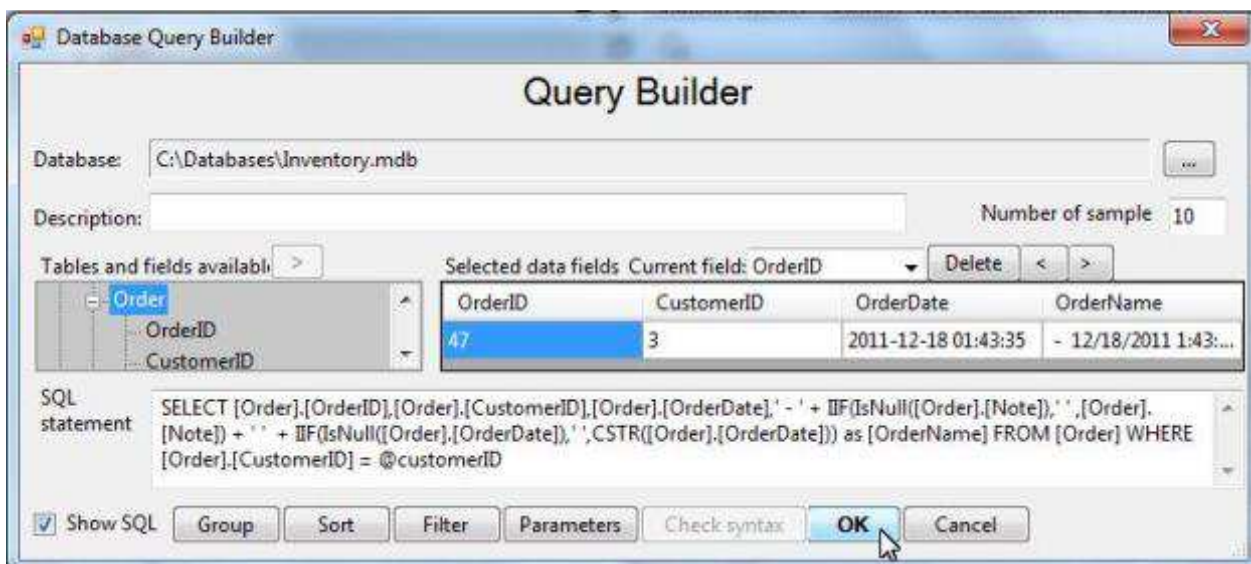 Database Query Builder
Query Builder
Database: C:\Databases\Inventory.mdb ...
Description: Number of sample 10
Tables and fields availabl > Selected data fields Current field: OrderID Delete < >
Order OrderID CustomerID OrderDate OrderName
OrderID 47 3 2011-12-18 01:43:35 - 12/18/2011 1:43:...
CustomerID
SQL statement
SELECT [Order].[OrderID],[Order].[CustomerID],[Order].[OrderDate],' - ' + IIF(IsNull([Order].[Note]),' ',[Order].
[Note]) + ' ' + IIF(IsNull([Order].[OrderDate]),' ',CSTR([Order].[OrderDate])) as [OrderName] FROM [Order] WHERE
[Order].[CustomerID] = @customerID
Show SQL Group Sort Filter Parameters Check syntax OK Cancel